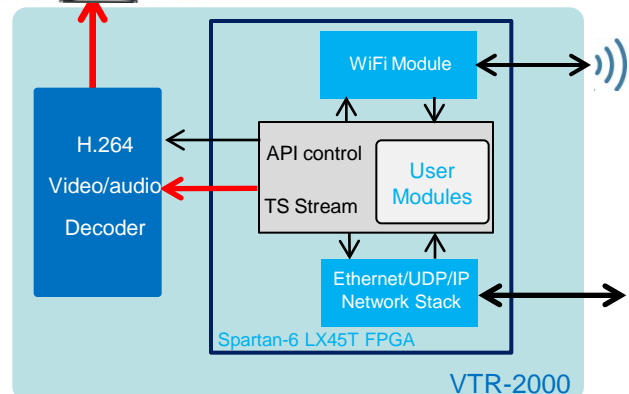 WiFi Module
H.264
Video/audio
Decoder
API control
TS Stream
User
Modules
Ethernet/UDP/IP
Network Stack
Spartan-6 LX45T FPGA
VTR-2000